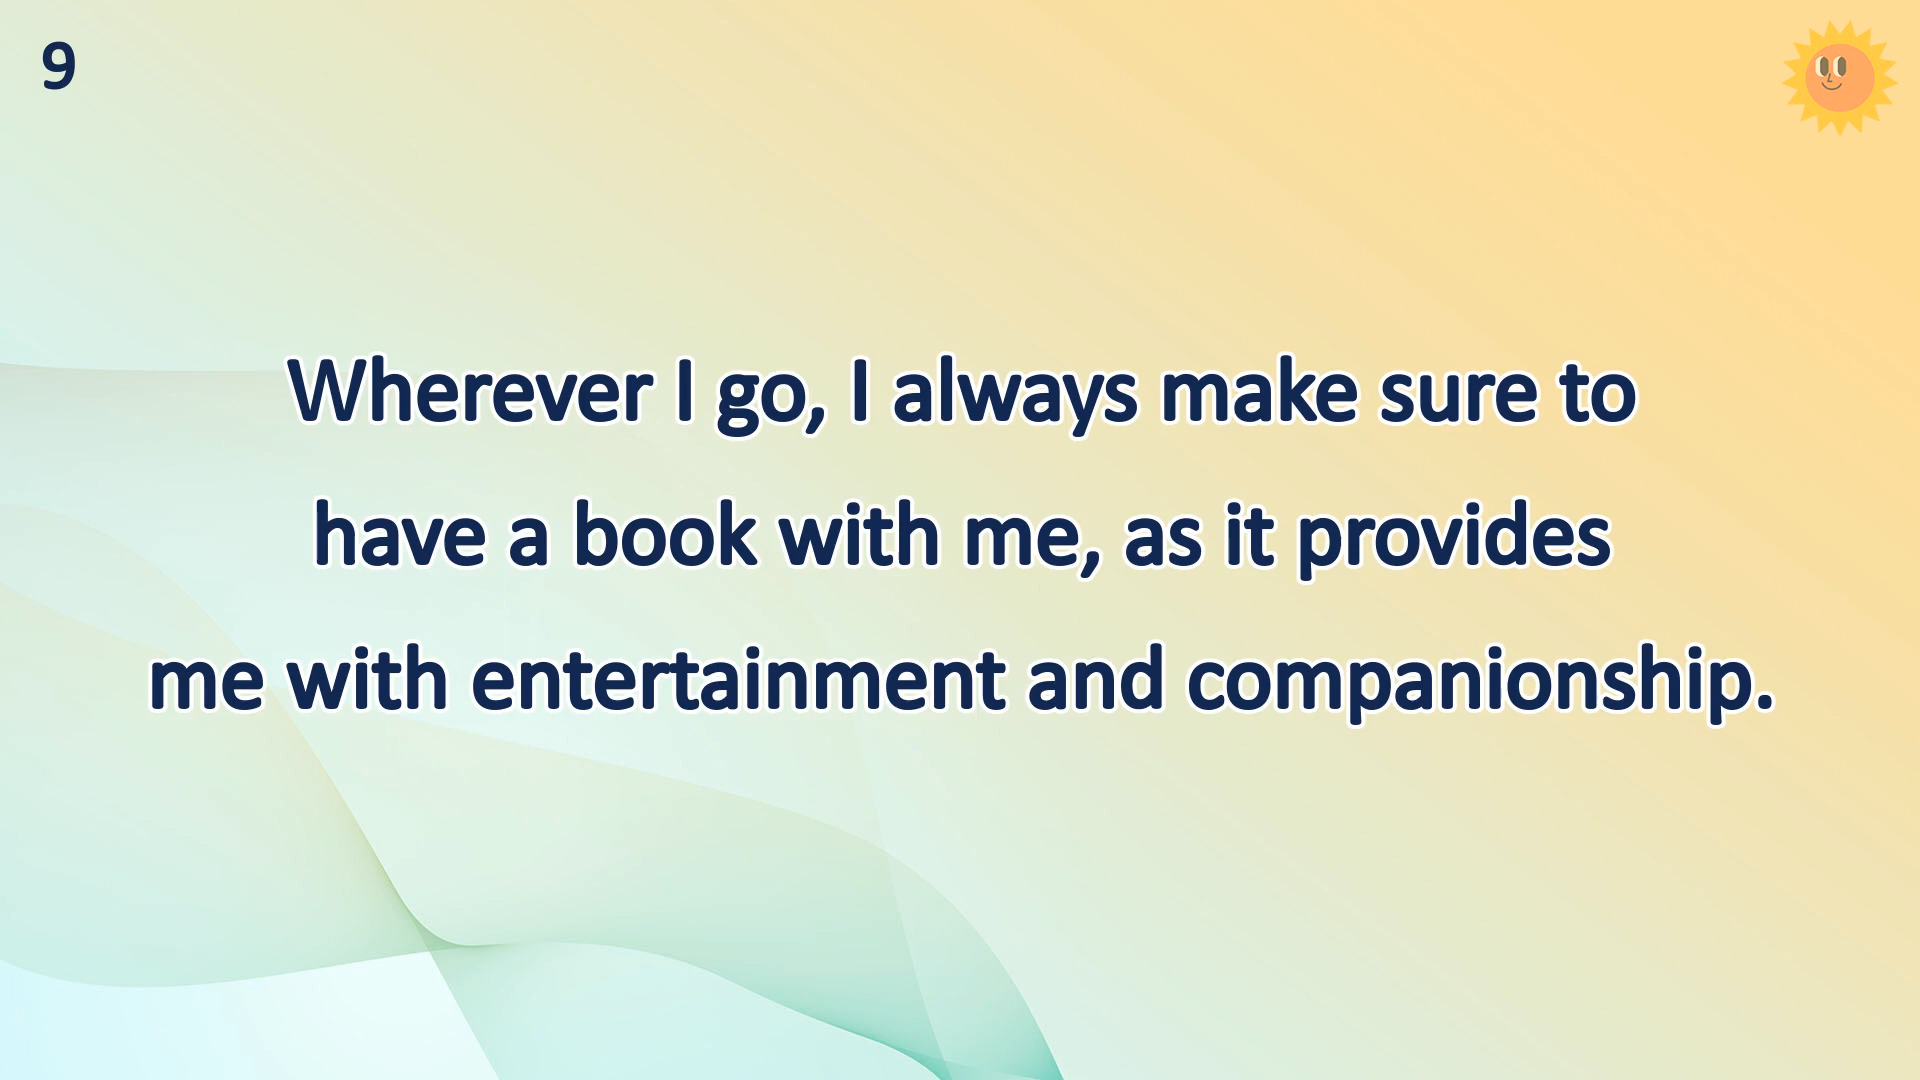 9
Wherever I go, I always make sure to
have a book with me, as it provides
me with entertainment and companionship.